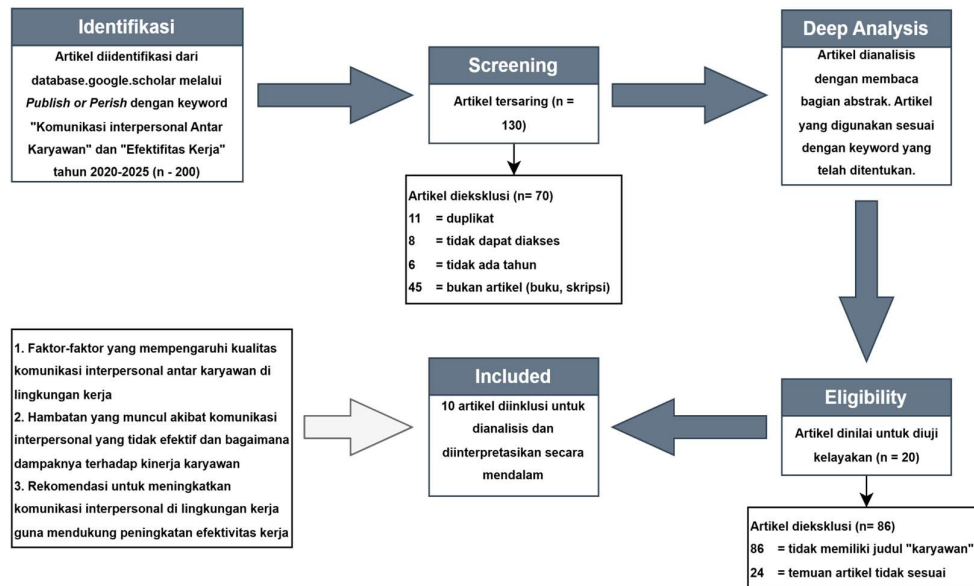 Identifikasi
Artikel diidentifikasi dari
database.google.scholar melalui
Publish or Perish dengan keyword
"Komunikasi interpersonal Antar
Karyawan" dan "Efektifitas Kerja"
tahun 2020-2025 (n - 200)
Screening
Artikel tersaring (n =
130)
Artikel dieksklusi (n= 70)
11 = duplikat
8 = tidak dapat diakses
6 = tidak ada tahun
45 = bukan artikel (buku, skripsi)
Deep Analysis
Artikel dianalisis
dengan membaca
bagian abstrak. Artikel
yang digunakan sesuai
dengan keyword yang
telah ditentukan.
Eligibility
Artikel dinilai untuk diuji
kelayakan (n = 20)
Artikel dieksklusi (n= 86)
86 = tidak memiliki judul "karyawan"
24 = temuan artikel tidak sesuai
Included
10 artikel diinklusi untuk
dianalisis dan
diinterpretasikan secara
mendalam
1. Faktor-faktor yang mempengaruhi kualitas
komunikasi interpersonal antar karyawan di
lingkungan kerja
2. Hambatan yang muncul akibat komunikasi
interpersonal yang tidak efektif dan bagaimana
dampaknya terhadap kinerja karyawan
3. Rekomendasi untuk meningkatkan
komunikasi interpersonal di lingkungan kerja
guna mendukung peningkatan efektivitas kerja